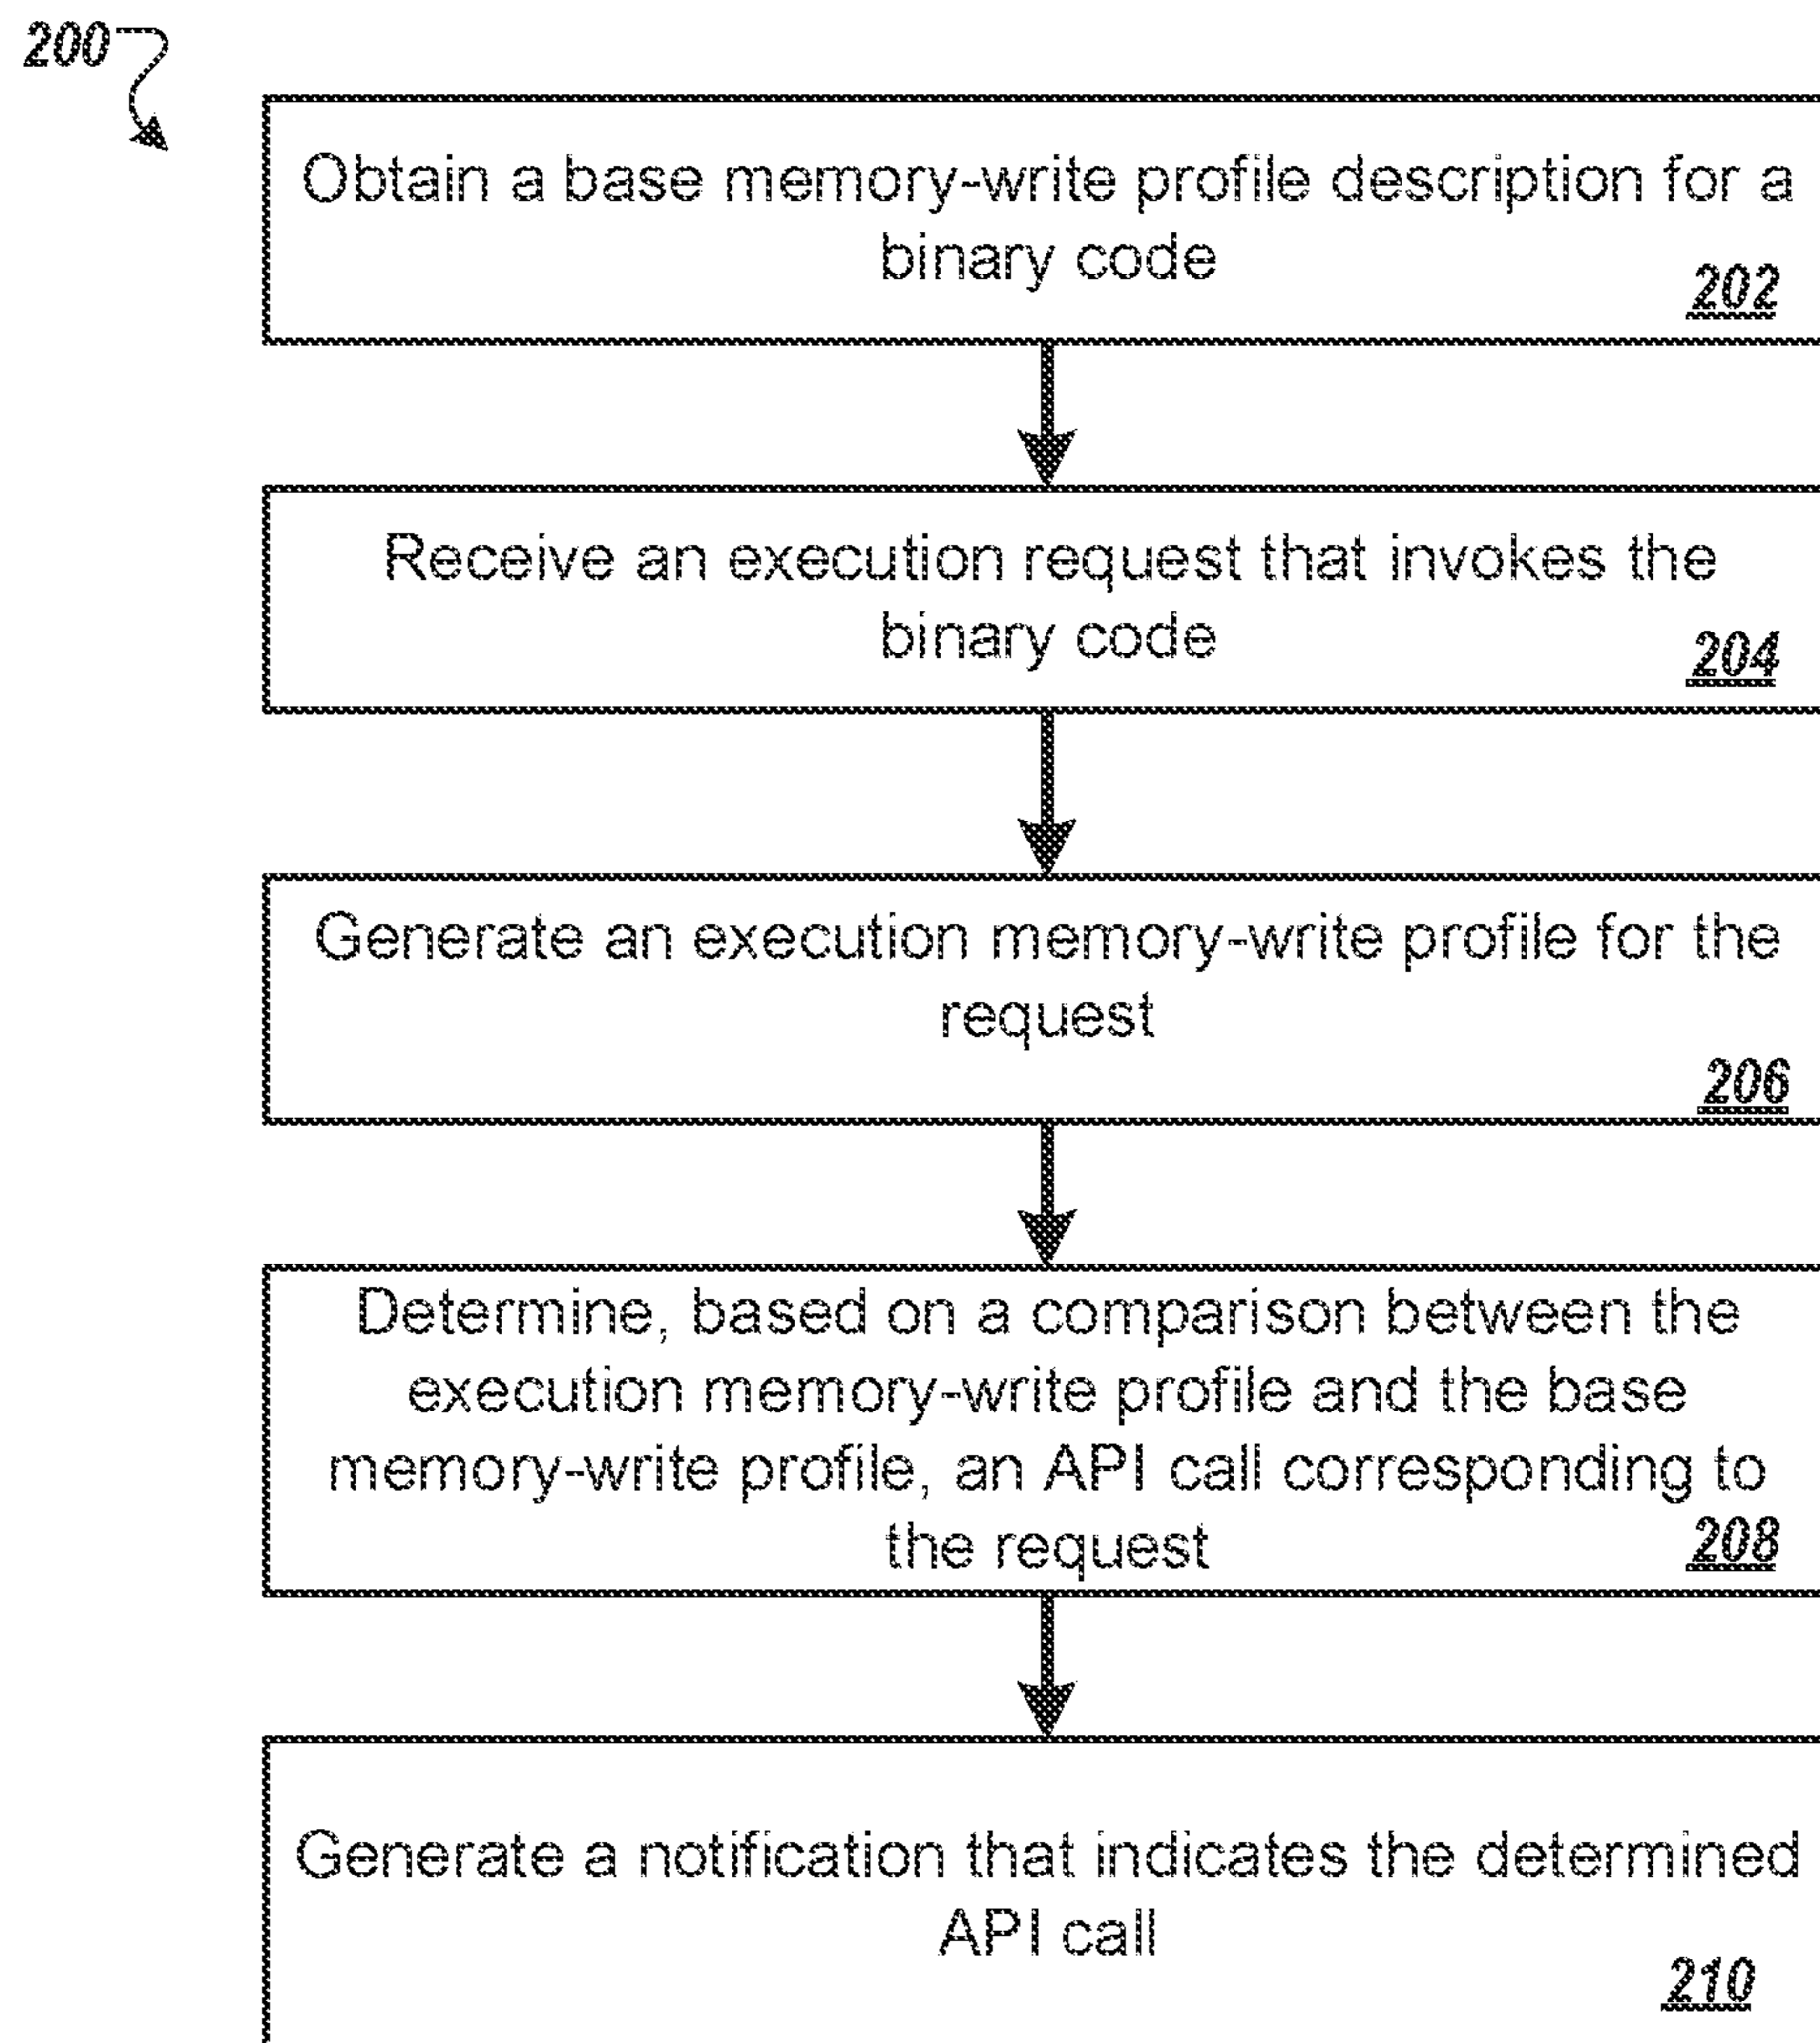 200
Obtain a base memory-write profile description for a
binary code
202
Receive an execution request that invokes the
binary code
204
Generate an execution memory-write profile for the
request
206
Determine, based on a comparison between the
execution memory-write profile and the base
memory-write profile, an API call corresponding to
the request
208
Generate a notification that indicates the determined
API call
210